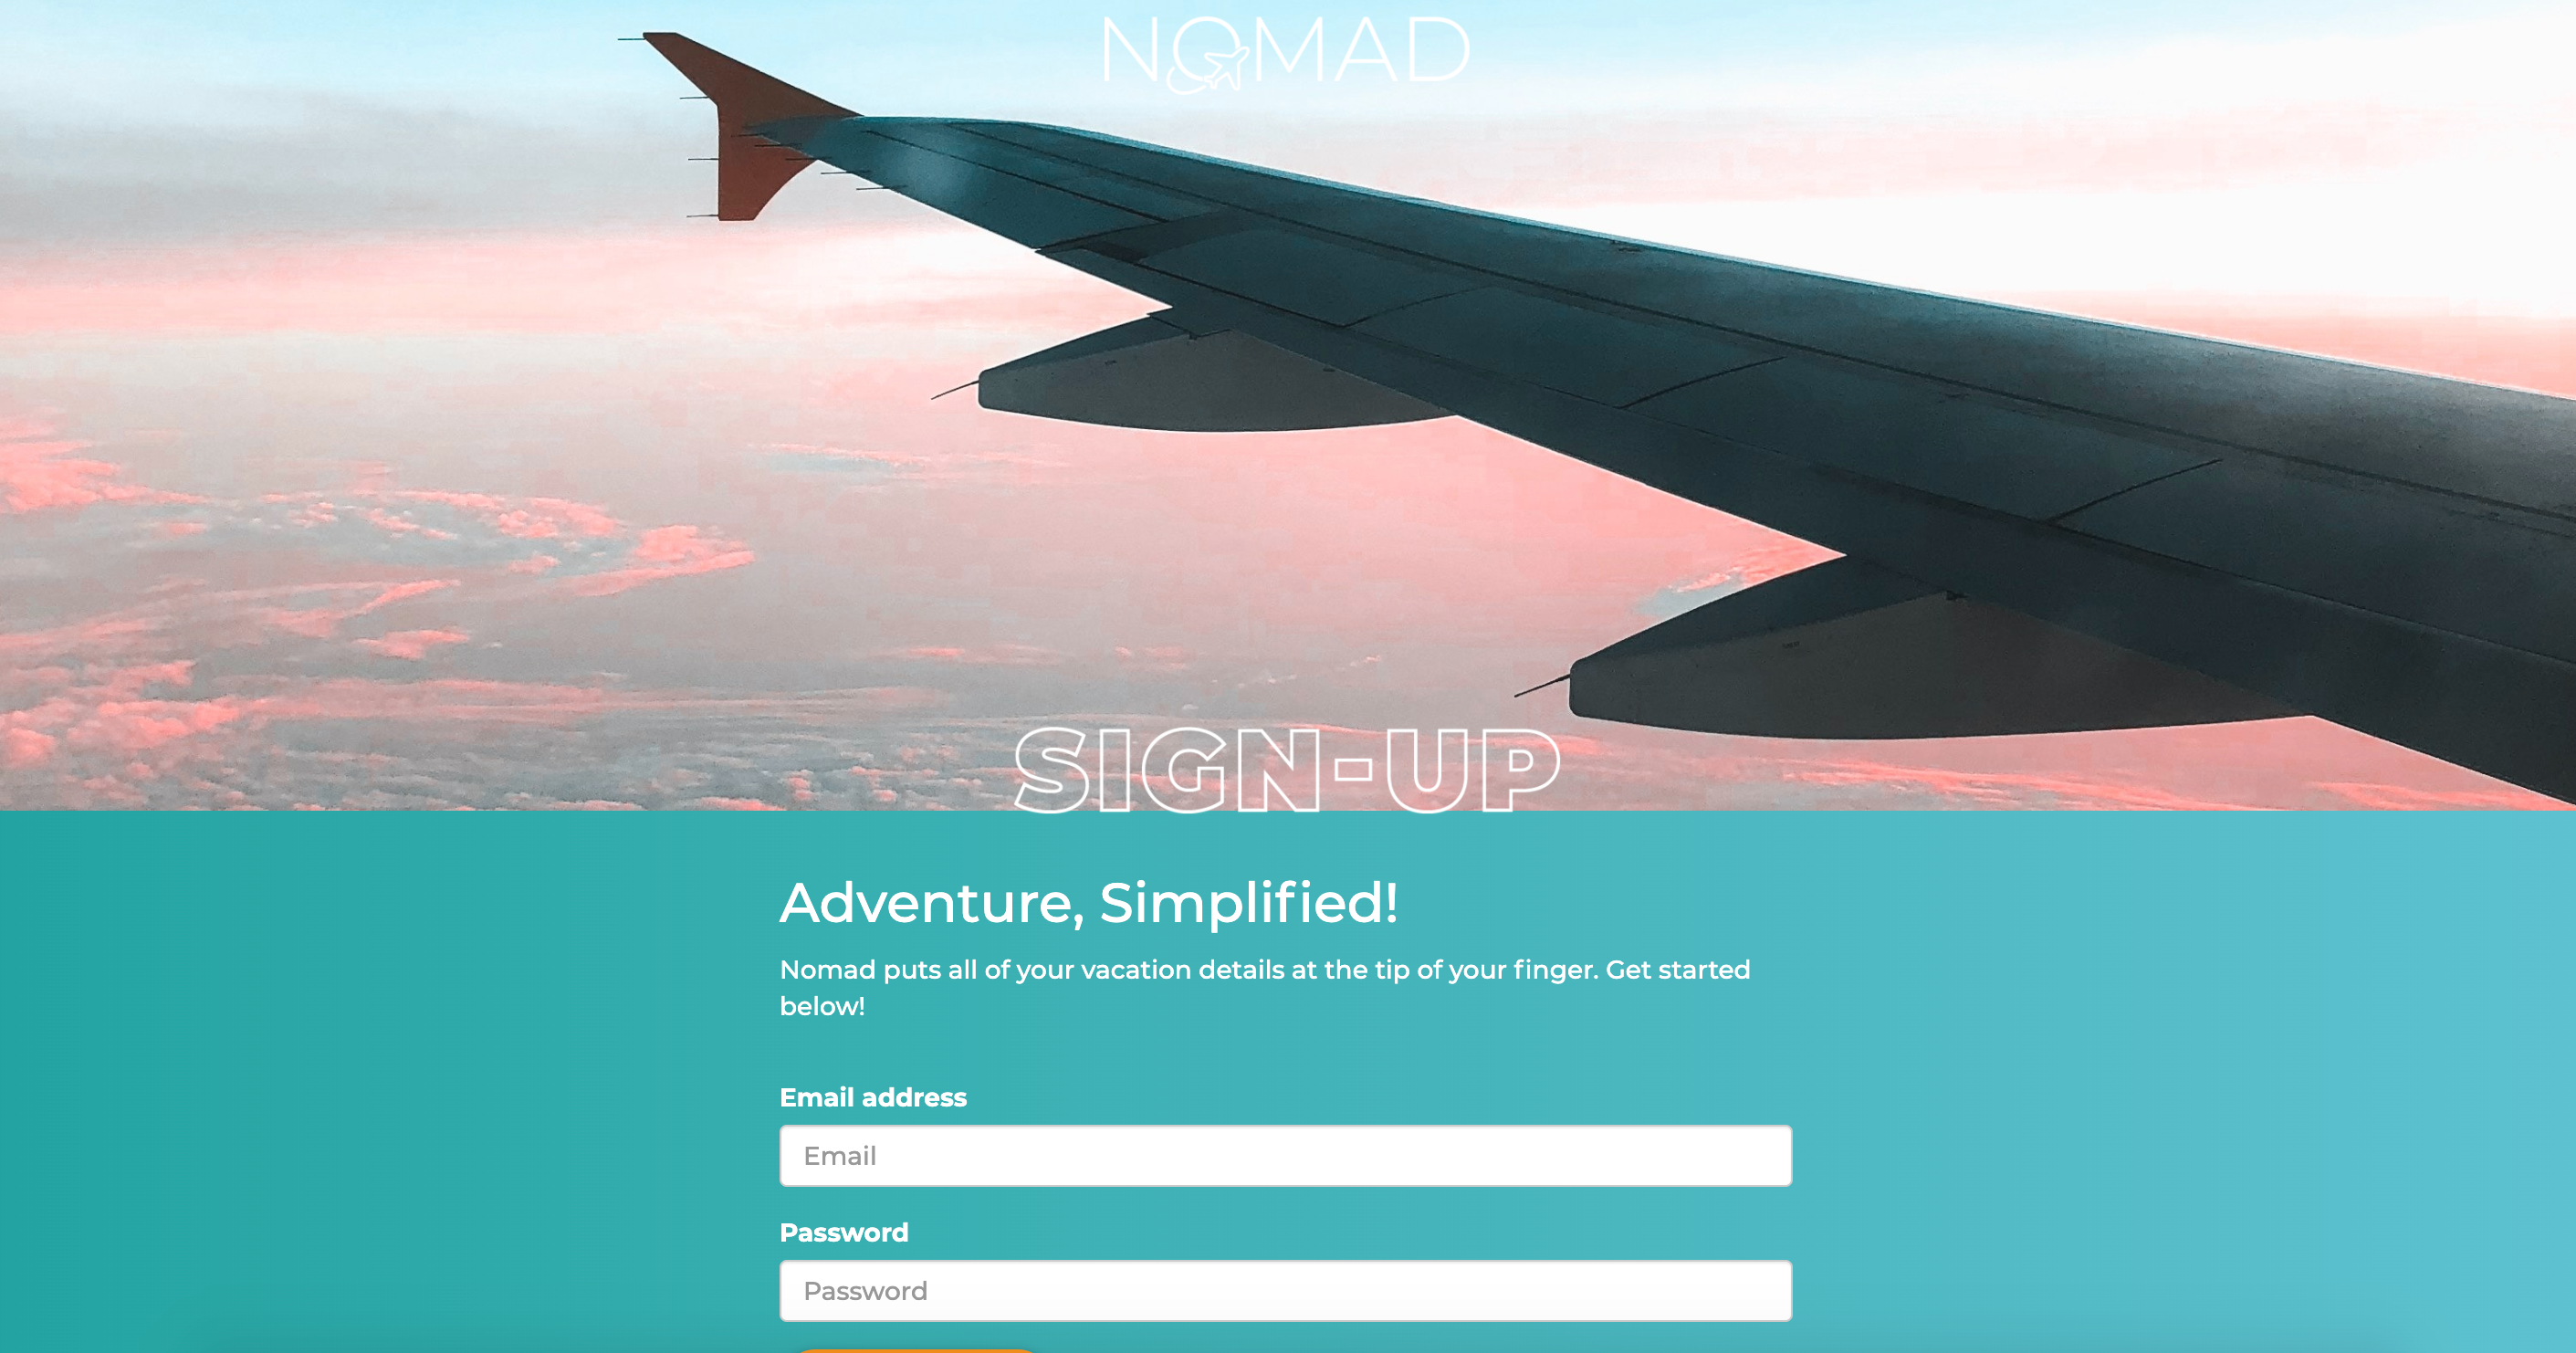 NOMAD
SIGN-UP
Adventure, Simplified!
Nomad puts all of your vacation details at the tip of your finger. Get started
below!
Email address
Email
Password
Password